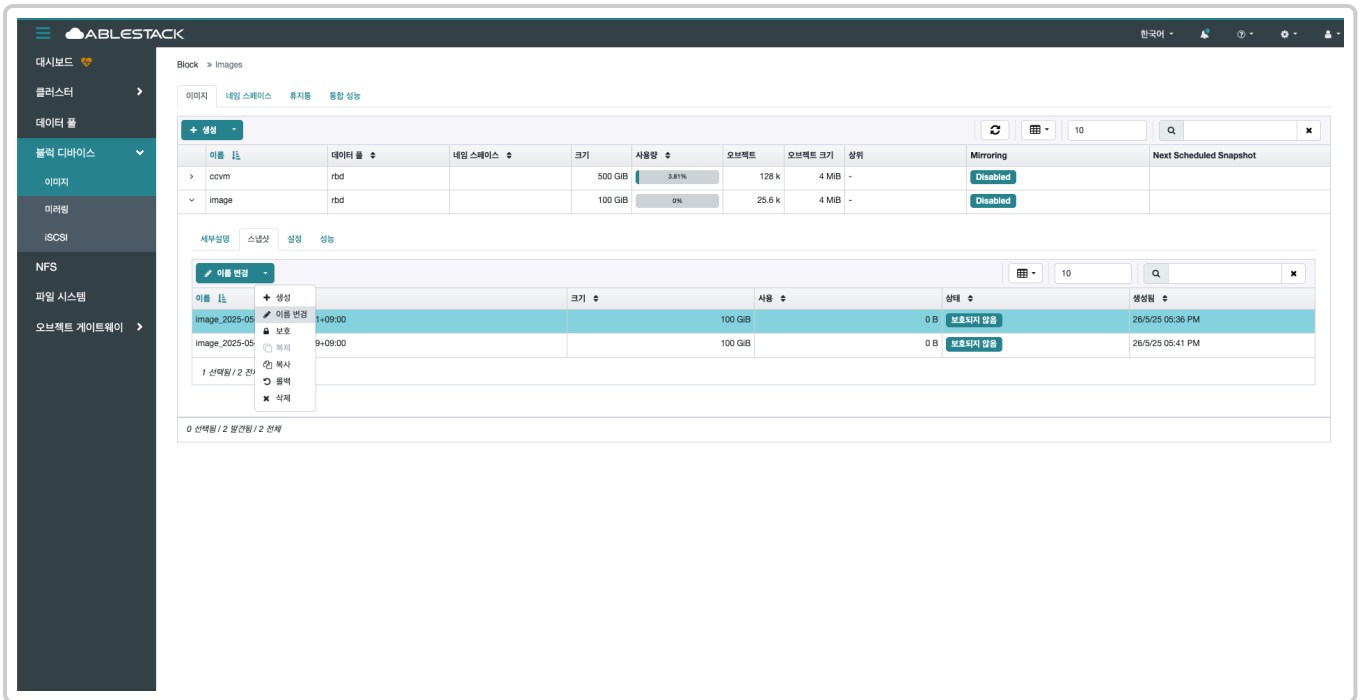 ABLESTACK
한국어
대시보드
클러스터
데이터 풀
블럭 디바이스
이미지
미러링
iSCSI
NFS
파일 시스템
오브젝트 게이트웨이
Block » Images
이미지 네임 스페이스 휴지통 통합 성능
+ 생성 10
이름 데이터 풀 네임 스페이스 크기 사용량 오브젝트 오브젝트 크기 상위 Mirroring Next Scheduled Snapshot
ccvm rbd 500 GiB 3.81% 128 k 4 MiB - Disabled
image rbd 100 GiB 0% 25.6 k 4 MiB - Disabled
세부설명 스냅샷 설정 성능
이름 변경 10
이름 크기 사용 상태 생성됨
image_2025-05 1+09:00 100 GiB 0 B 보호되지 않음 26/5/25 05:36 PM
image_2025-05 9+09:00 100 GiB 0 B 보호되지 않음 26/5/25 05:41 PM
1 선택됨 / 2 전체
+ 생성
이름 변경
보호
복제
복사
롤백
삭제
0 선택됨 / 2 발견됨 / 2 전체